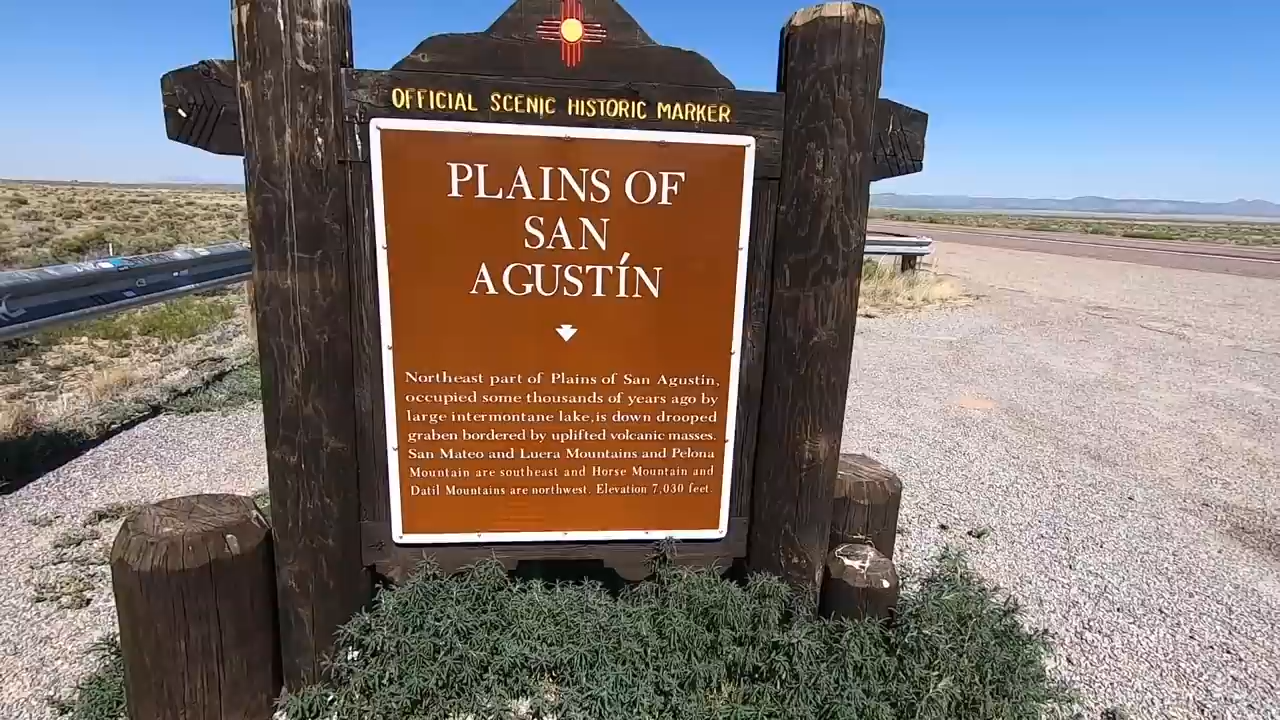 OFFICIAL SCENIC HISTORIC MARKER
PLAINS OF
SAN
AGUSTÍN
Northeast part of Plains of San Agustín,
occupied some thousands of years ago by
large intermontane lake, is down drooped
graben bordered by uplifted volcanic masses.
San Mateo and Luera Mountains and Pelona
Mountain are southeast and Horse Mountain and
Datil Mountains are northwest. Elevation 7,030 feet.